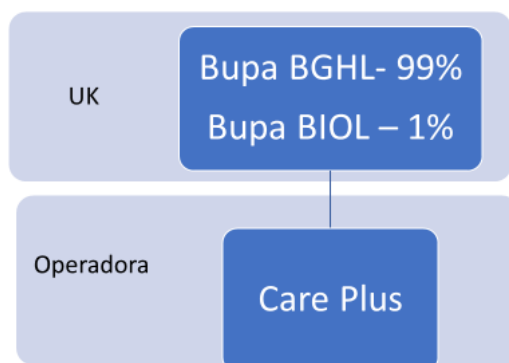 UK
Bupa BGHL- 99%
Bupa BIOL – 1%
Operadora
Care Plus